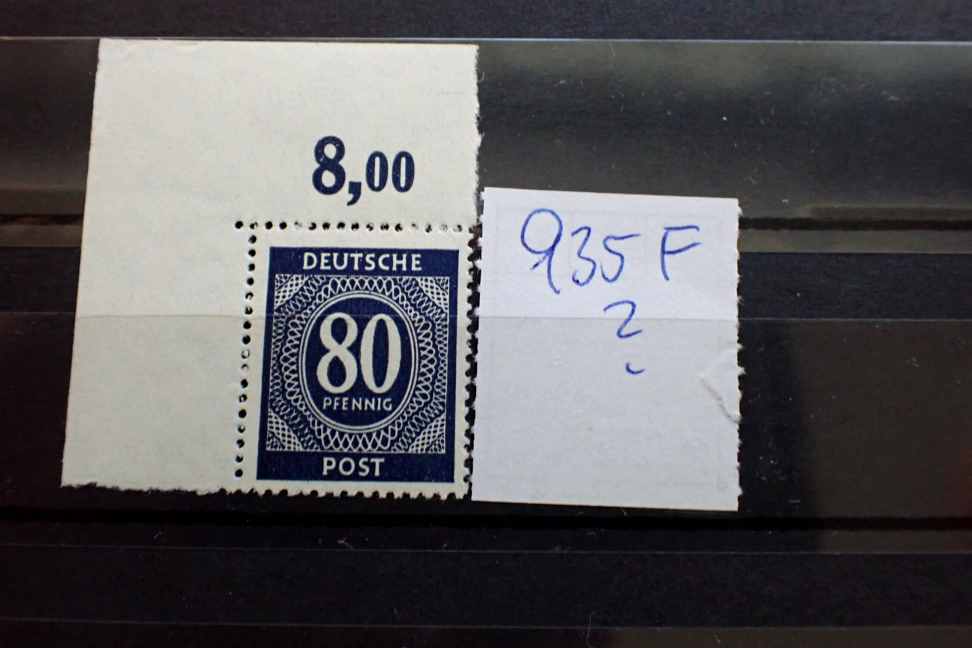 8,00
DEUTSCHE
80
PFENNIG
POST
935 F
?